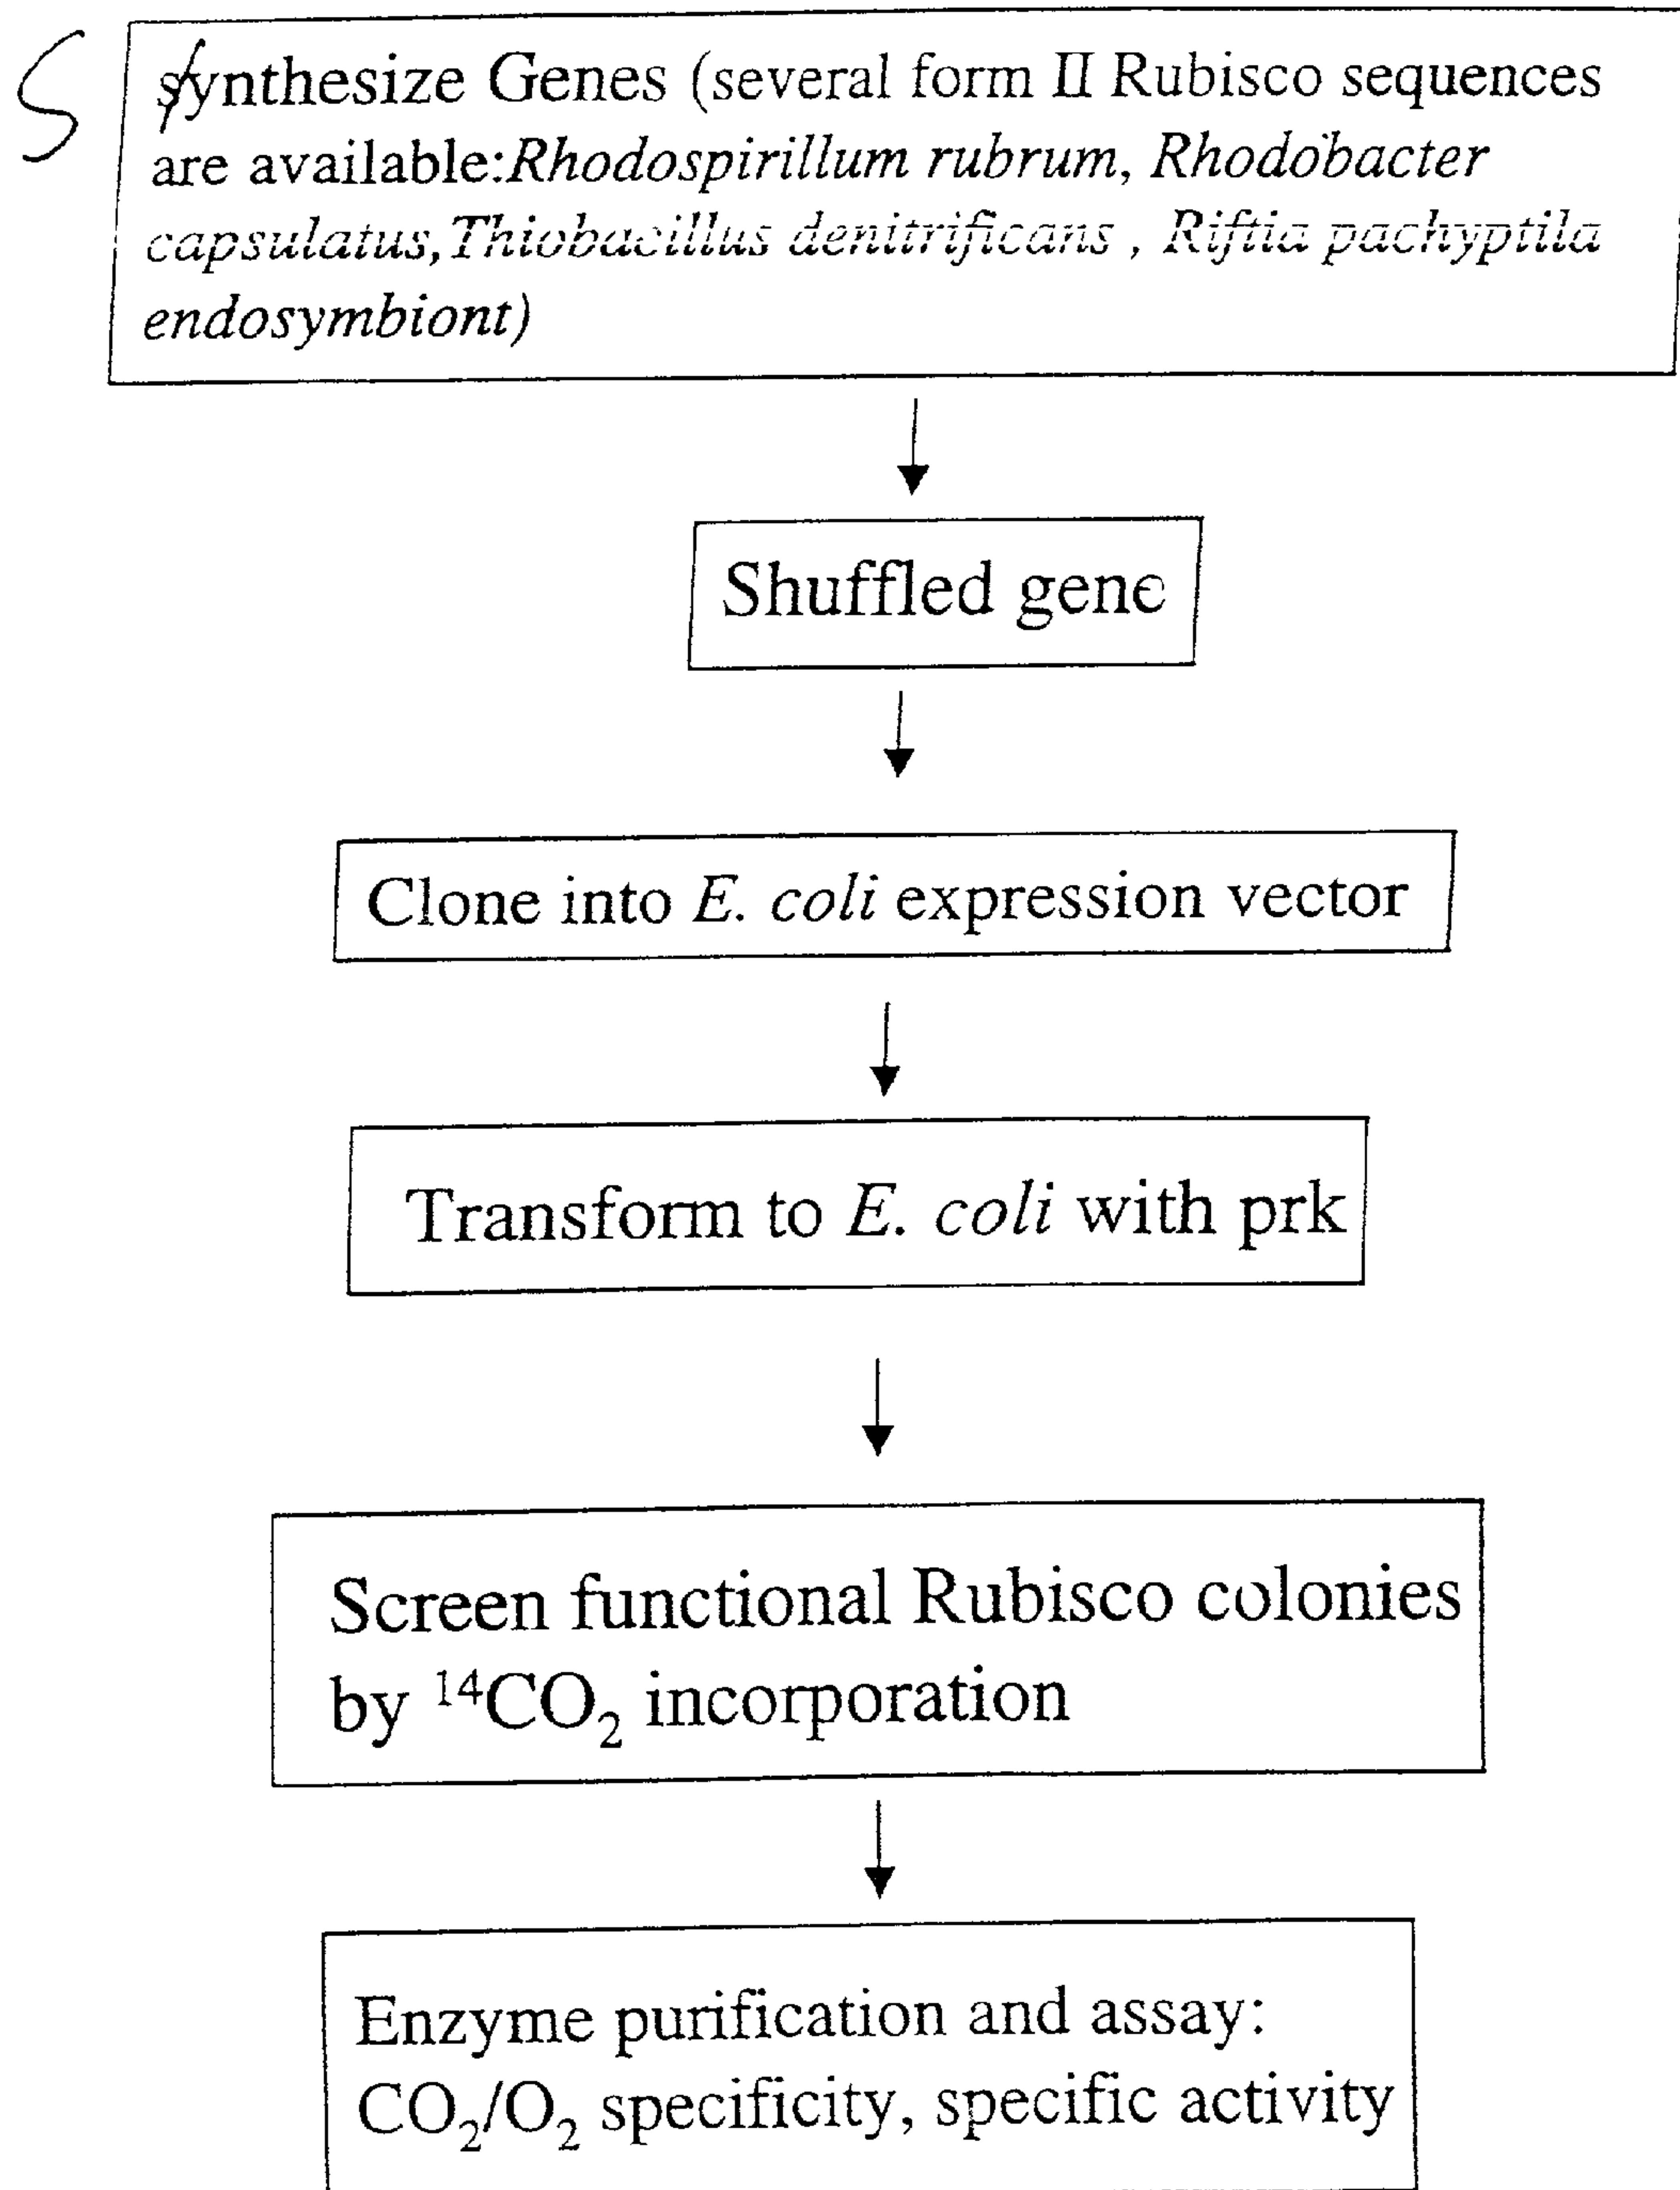 S
synthesize Genes (several form II Rubisco sequences
are available:Rhodospirillum rubrum, Rhodobacter
capsulatus,Thiobacillus denitrificans , Riftia pachyptila
endosymbiont)
Shuffled gene
Clone into E. coli expression vector
Transform to E. coli with prk
Screen functional Rubisco colonies
by ¹⁴CO₂ incorporation
Enzyme purification and assay:
CO₂/O₂ specificity, specific activity